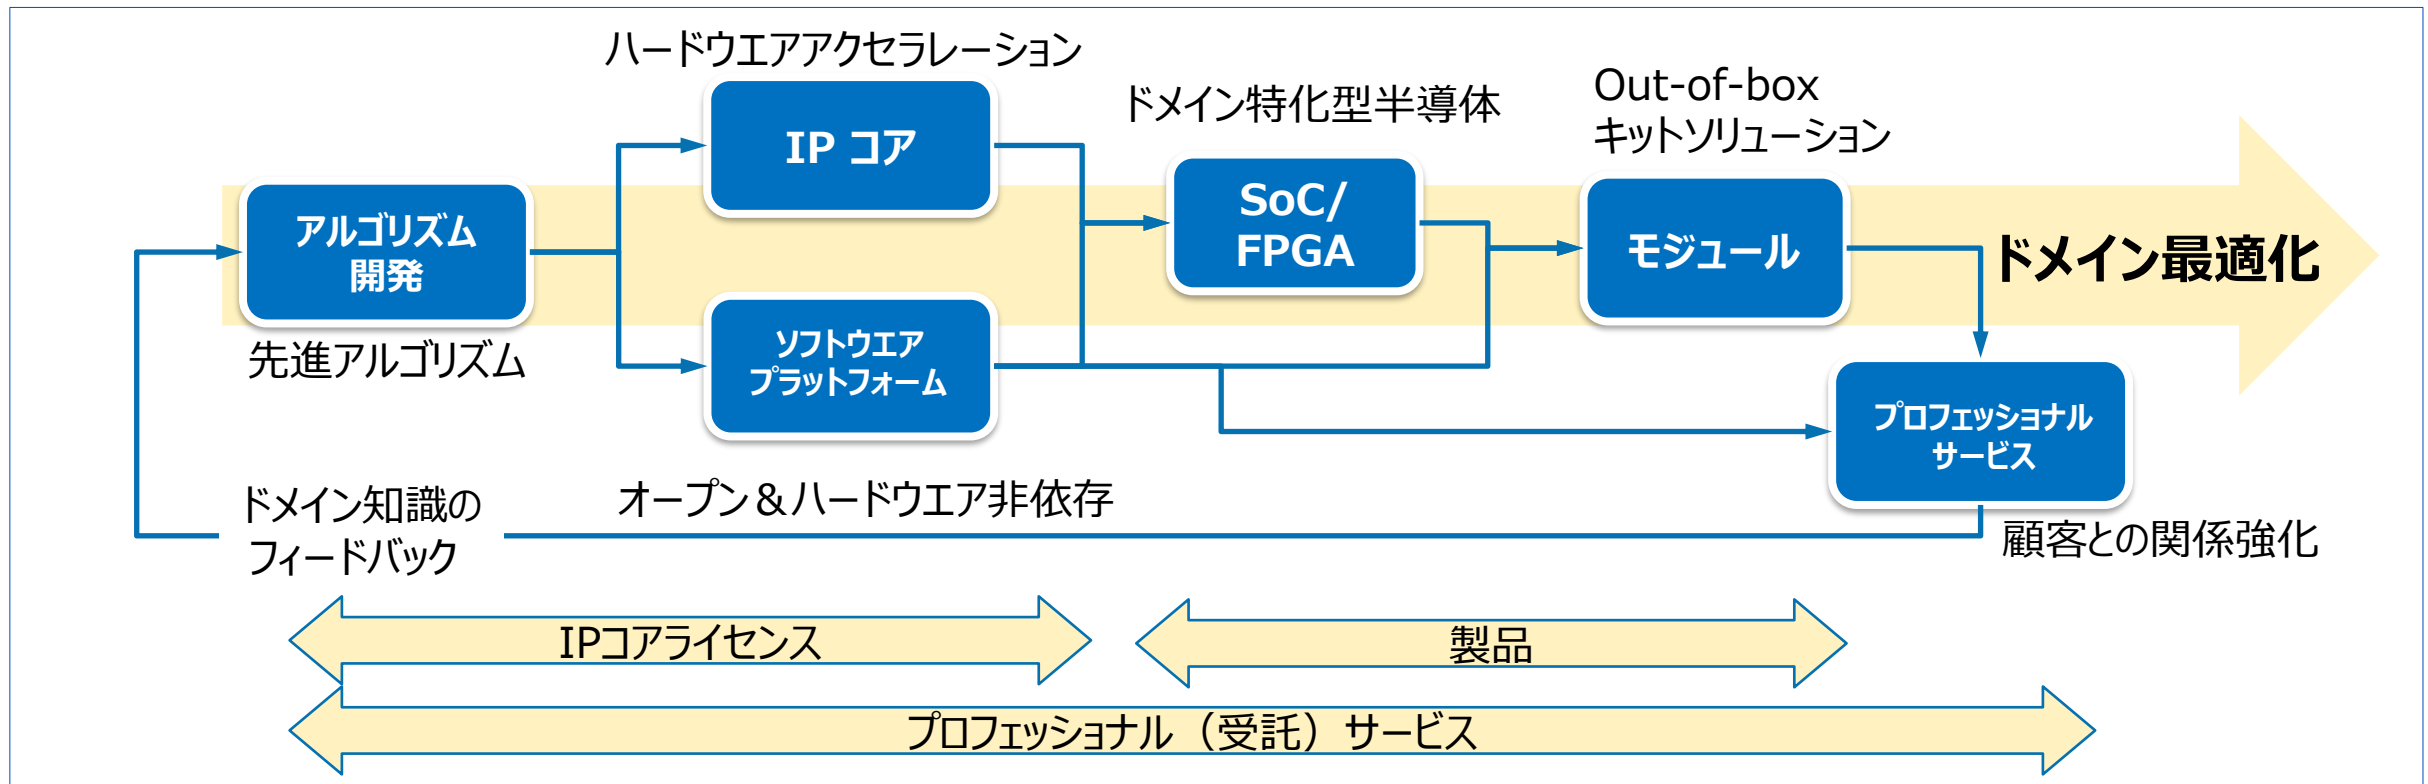 ハードウエアアクセラレーション
IP コア
ドメイン特化型半導体
Out-of-box
キットソリューション
アルゴリズム
開発
SoC/
FPGA
モジュール
ドメイン最適化
先進アルゴリズム
ソフトウエア
プラットフォーム
プロフェッショナル
サービス
ドメイン知識の
フィードバック
オープン＆ハードウエア非依存
顧客との関係強化
IPコアライセンス
製品
プロフェッショナル（受託）サービス